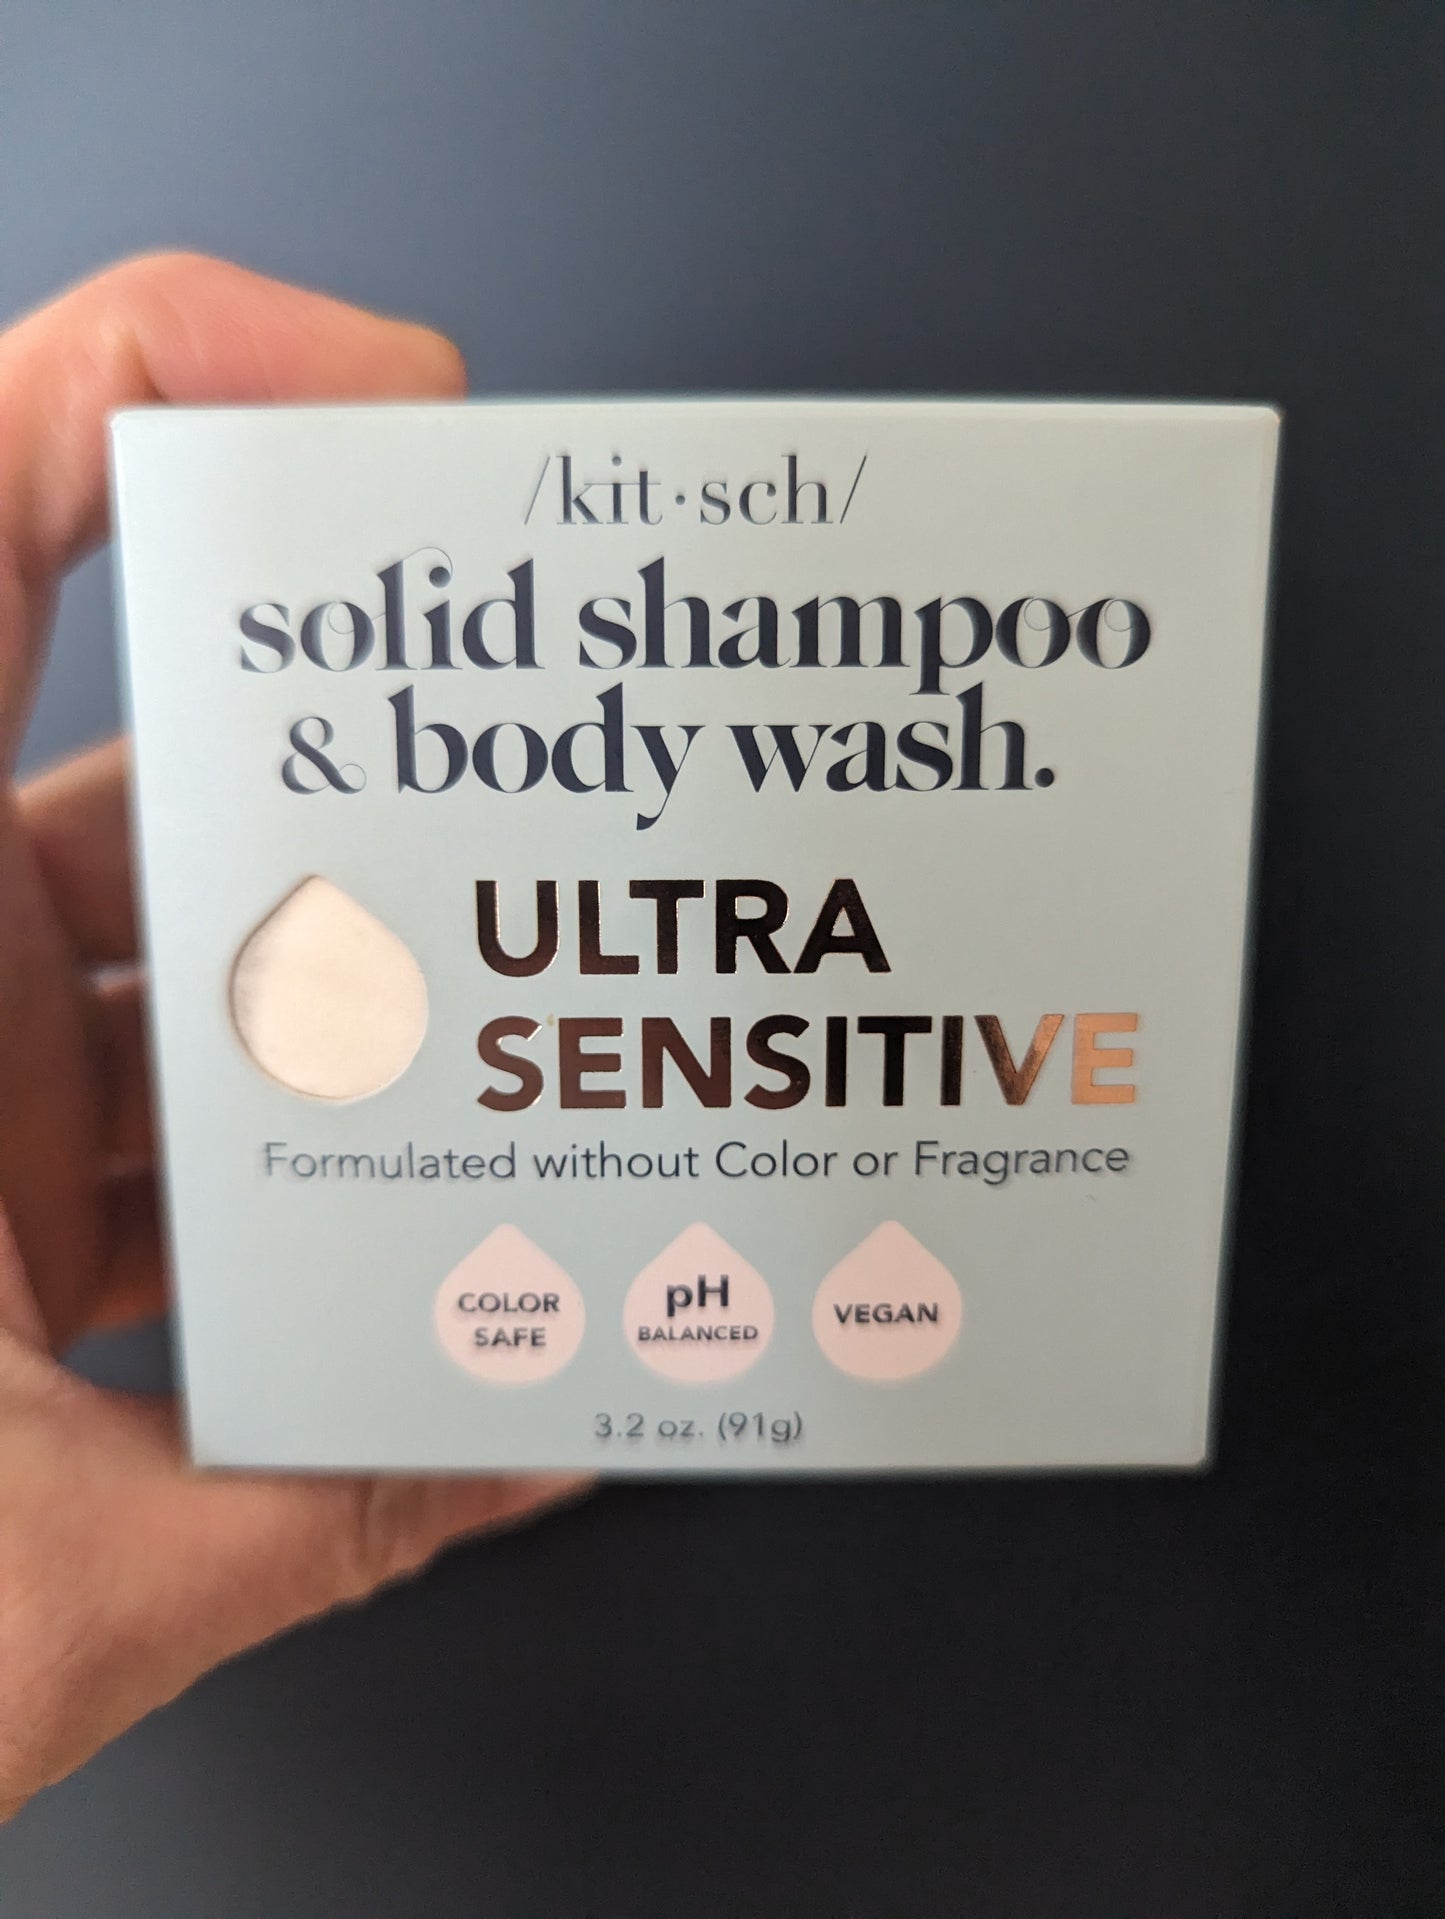 /kit·sch/
solid shampoo
& body wash.
ULTRA
SENSITIVE
Formulated without Color or Fragrance
COLOR
SAFE
pH
BALANCED
VEGAN
3.2 oz. (91g)